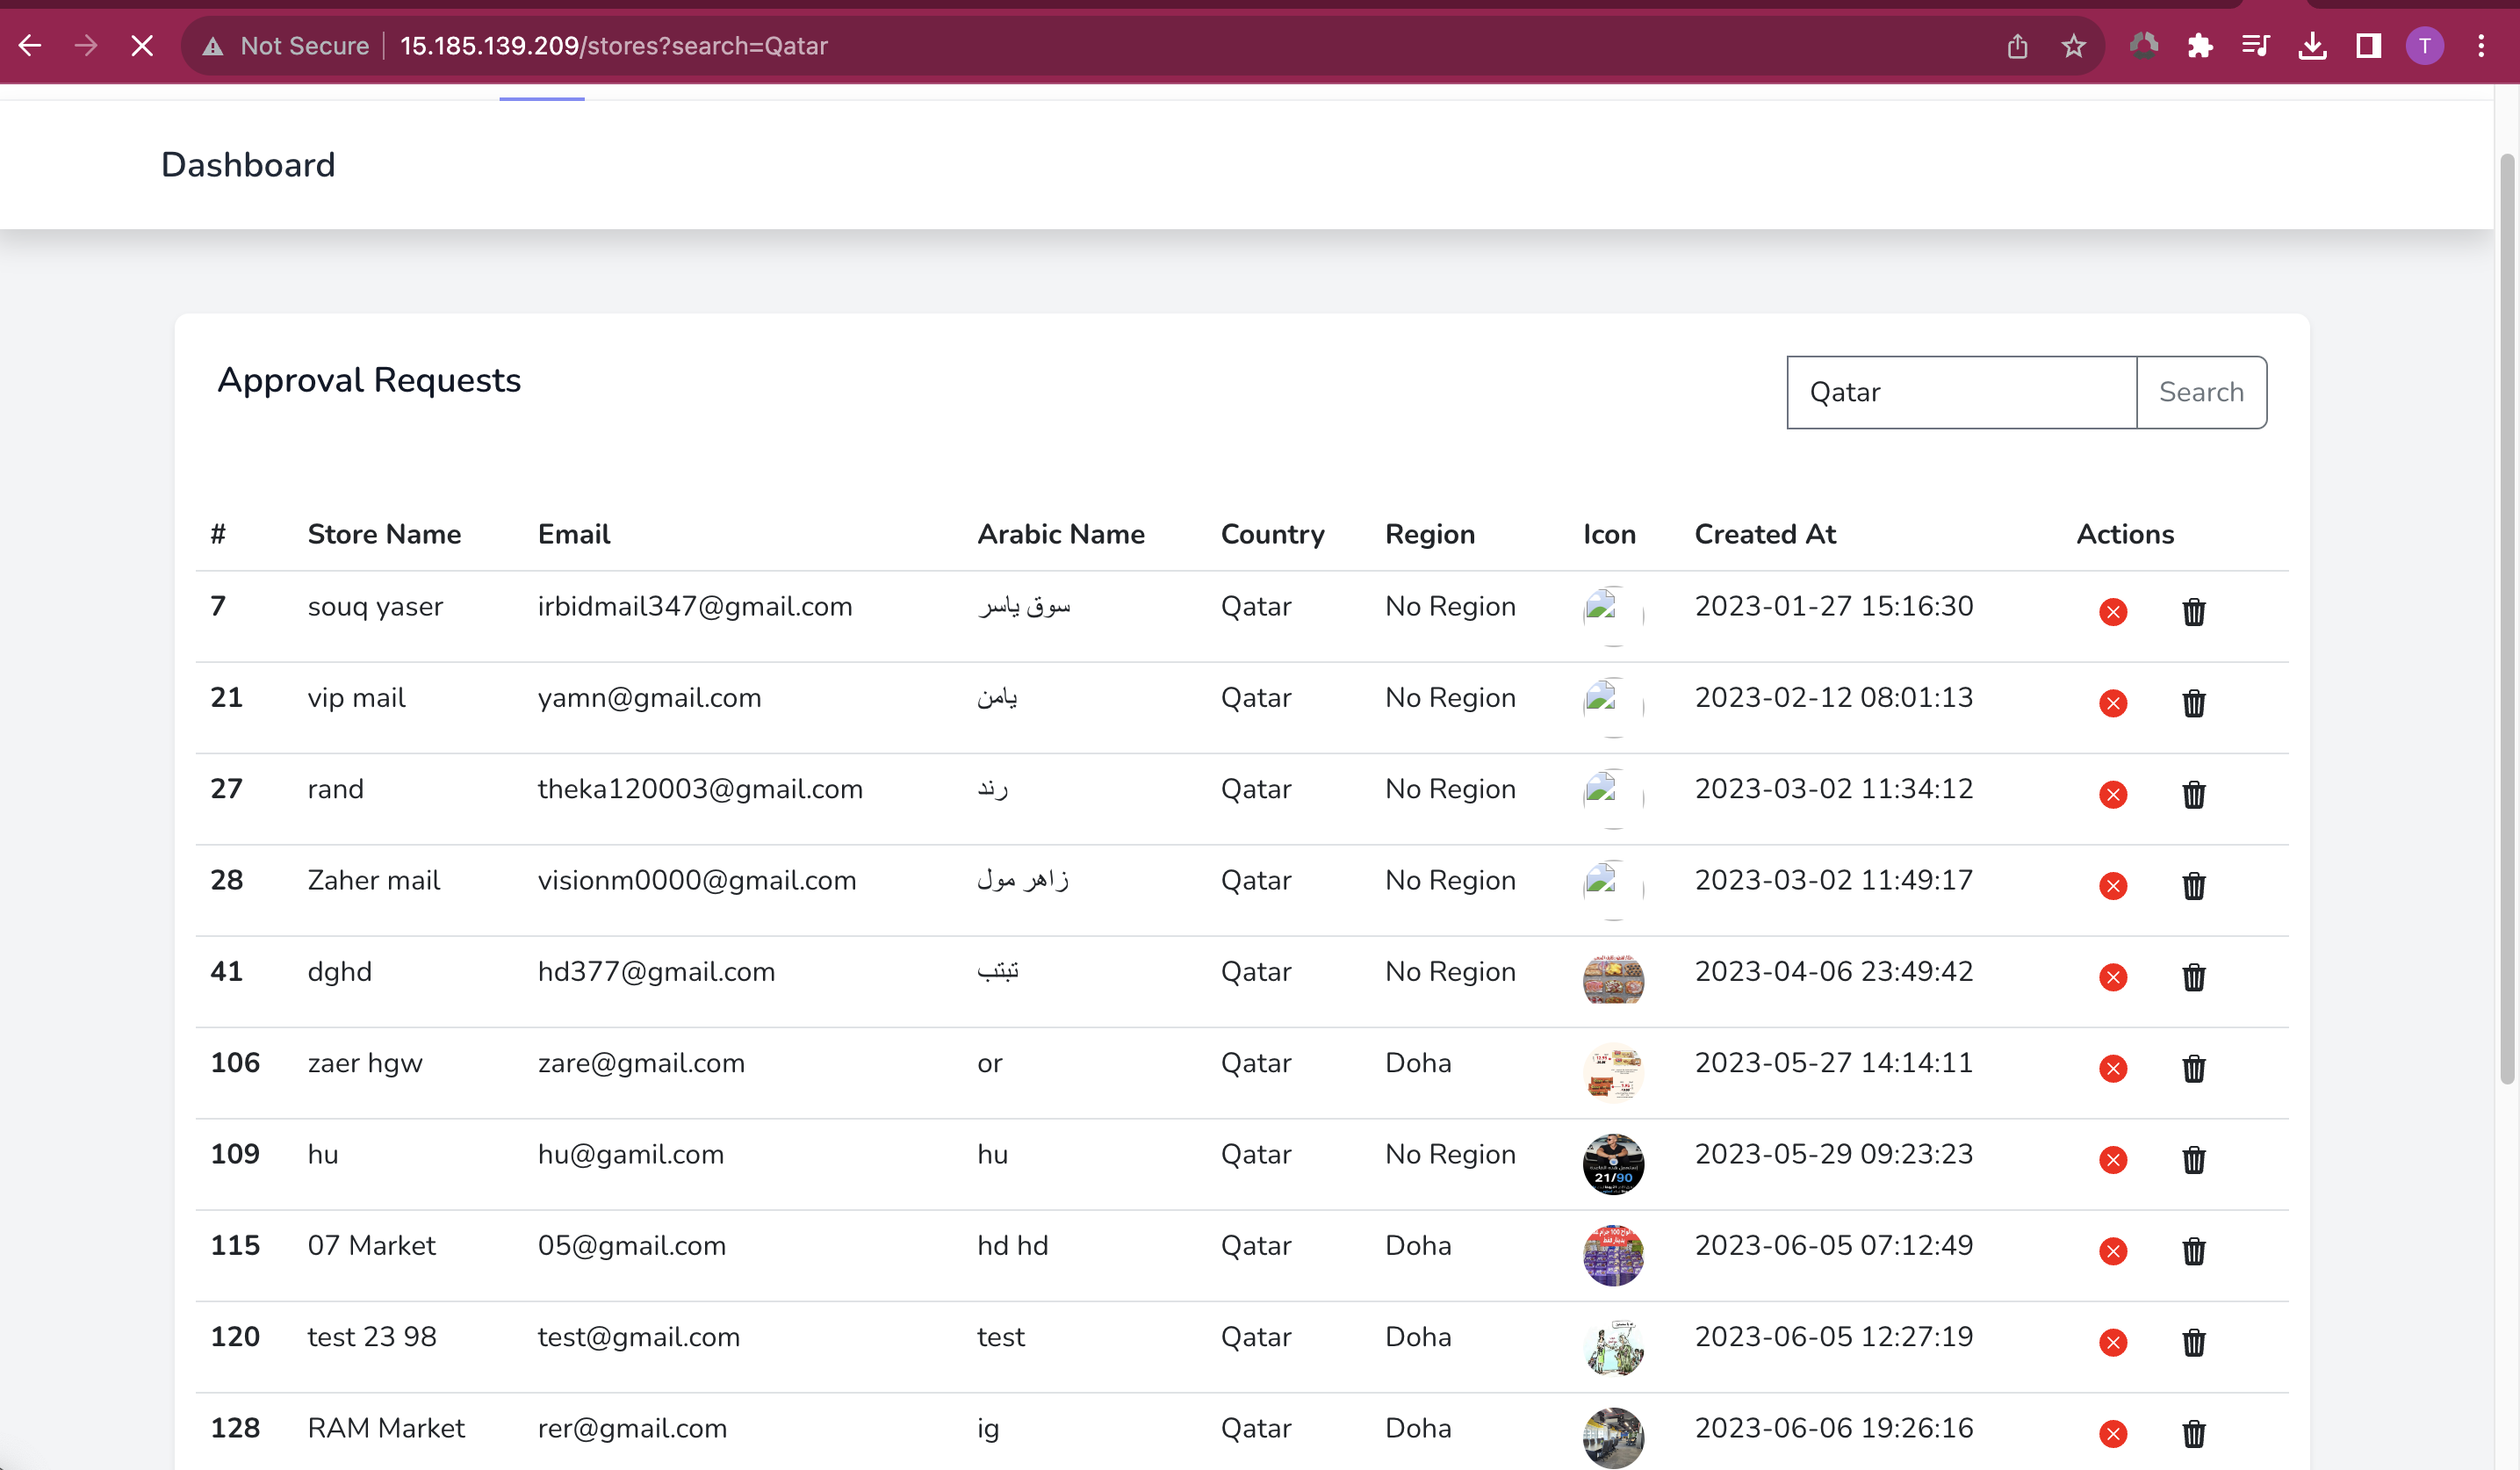 Not Secure 15.185.139.209/stores?search=Qatar T
Dashboard
Approval Requests Qatar Search
# Store Name Email Arabic Name Country Region Icon Created At Actions
7 souq yaser irbidmail347@gmail.com سوق ياسر Qatar No Region 2023-01-27 15:16:30
21 vip mail yamn@gmail.com يامن Qatar No Region 2023-02-12 08:01:13
27 rand theka120003@gmail.com رند Qatar No Region 2023-03-02 11:34:12
28 Zaher mail visionm0000@gmail.com زاهر مول Qatar No Region 2023-03-02 11:49:17
41 dghd hd377@gmail.com تبتب Qatar No Region 2023-04-06 23:49:42
106 zaer hgw zare@gmail.com or Qatar Doha 2023-05-27 14:14:11
109 hu hu@gamil.com hu Qatar No Region 21/90 2023-05-29 09:23:23
115 07 Market 05@gmail.com hd hd Qatar Doha 2023-06-05 07:12:49
120 test 23 98 test@gmail.com test Qatar Doha 2023-06-05 12:27:19
128 RAM Market rer@gmail.com ig Qatar Doha 2023-06-06 19:26:16